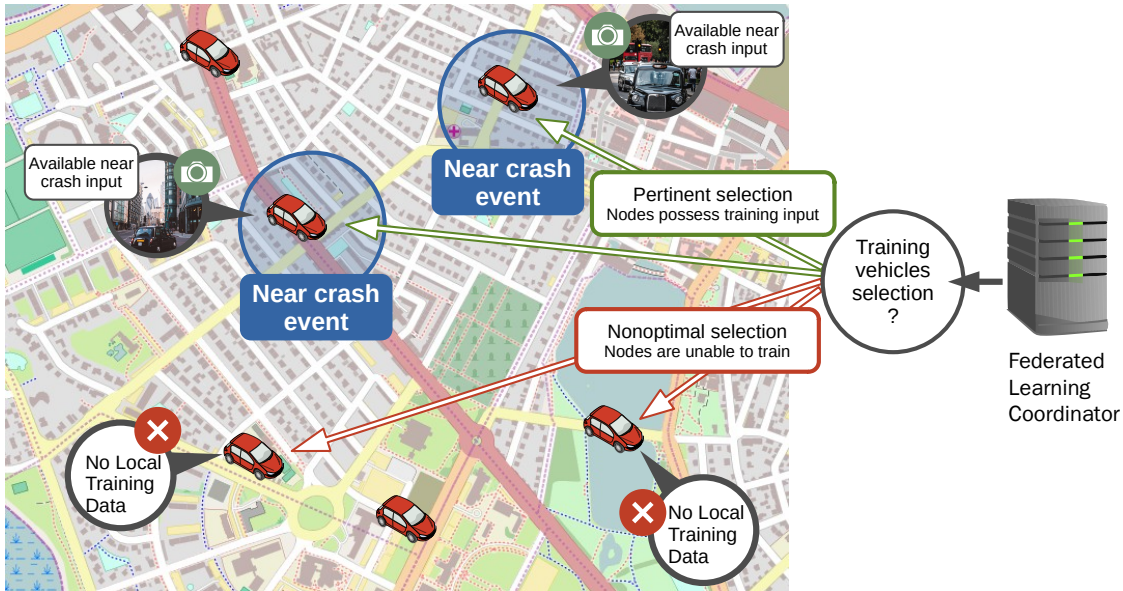 Available near
crash input
Available near
crash input
Near crash
event
Pertinent selection
Nodes possess training input
Near crash
event
Training
vehicles
selection
?
Nonoptimal selection
Nodes are unable to train
Federated
Learning
Coordinator
No Local
Training
Data
No Local
Training
Data